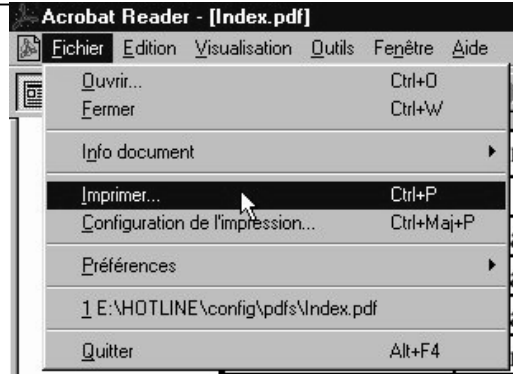 Acrobat Reader - [Index.pdf]
Fichier Edition Visualisation Outils Fenêtre Aide
Ouvrir... Ctrl+O
Fermer Ctrl+W
Info document
Imprimer... Ctrl+P
Configuration de l'impression... Ctrl+Maj+P
Préférences
1 E:\HOTLINE\config\pdfs\Index.pdf
Quitter Alt+F4